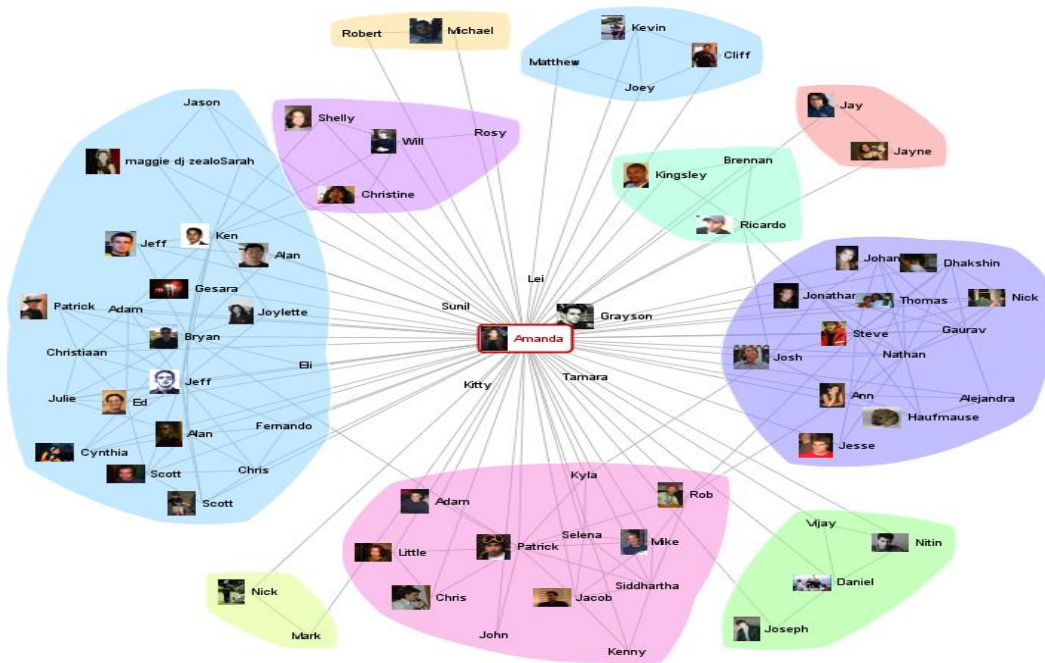 Robert
Michael
Kevin
Matthew
Cliff
Joey
Jason
Shelly
Will
Rosy
Jay
Jayne
maggie dj zealoSarah
Christine
Kingsley
Brennan
Ricardo
Jeff
Ken
Alan
Johan
Dhakshin
Lei
Gesara
Patrick
Adam
Joylette
Sunil
Jonathar
Thomas
Nick
Grayson
Bryan
Amanda
Steve
Gaurav
Christiaan
Eli
Josh
Nathan
Jeff
Kitty
Tamara
Julie
Ed
Ann
Alejandra
Haufmause
Fernando
Alan
Cynthia
Jesse
Scott
Chris
Kyla
Scott
Adam
Rob
Vijay
Nitin
Little
Patrick
Selena
Mike
Siddhartha
Daniel
Nick
Chris
Jacob
Joseph
Mark
John
Kenny